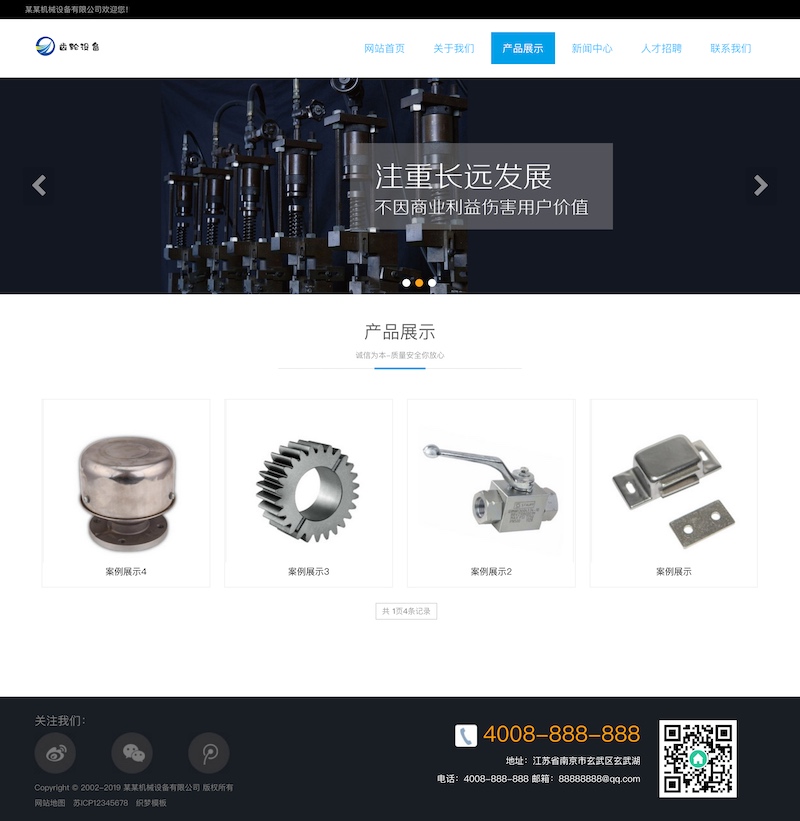 某某机械设备有限公司欢迎您！
齿轮设备
网站首页 关于我们 产品展示 新闻中心 人才招聘 联系我们
注重长远发展
不因商业利益伤害用户价值
产品展示
诚信为本-质量安全你放心
案例展示4 案例展示3 案例展示2 案例展示
共 1页4条记录
关注我们：
4008-888-888
地址：江苏省南京市玄武区玄武湖
电话：4008-888-888 邮箱：88888888@qq.com
Copyright © 2002-2019 某某机械设备有限公司 版权所有
网站地图 苏ICP12345678 织梦模板